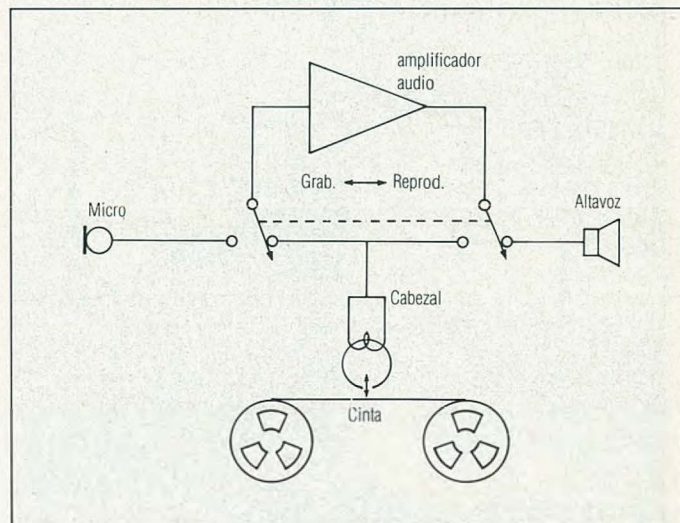 amplificador
audio
Grab. Reprod.
Micro
Altavoz
Cabezal
Cinta